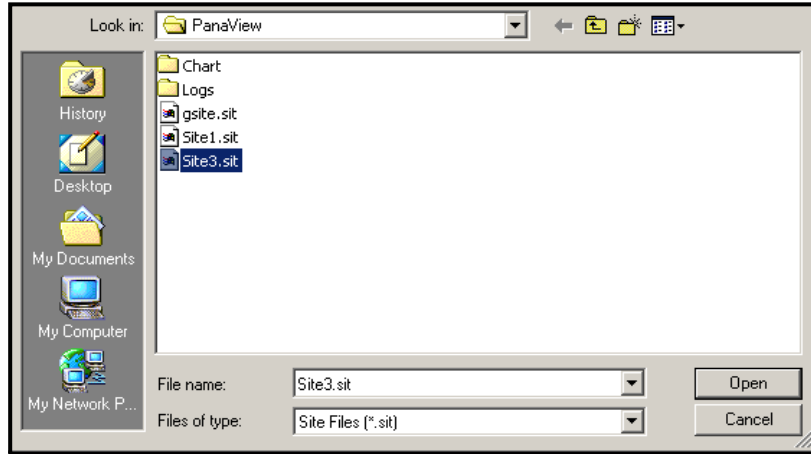 Look in: PanaView
History
Desktop
My Documents
My Computer
My Network P...
Chart
Logs
gsite.sit
Site1.sit
Site3.sit
File name: Site3.sit Open
Files of type: Site Files (*.sit) Cancel